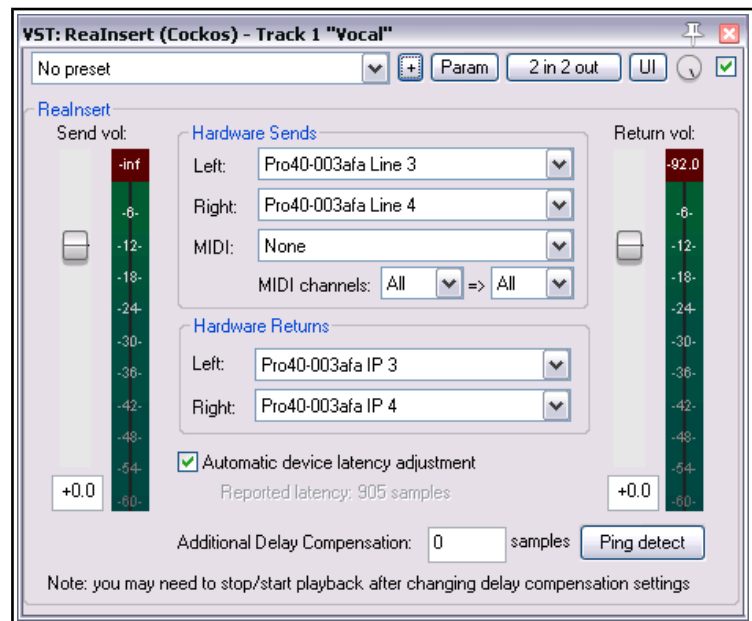 VST: ReaInsert (Cockos) - Track 1 "Vocal"
No preset + Param 2 in 2 out UI
ReaInsert
Send vol: Hardware Sends Return vol:
-inf Left: Pro40-003afa Line 3 -92.0
-6- Right: Pro40-003afa Line 4 -6-
-12- MIDI: None -12-
-18- MIDI channels: All => All -18-
-24- -24-
-30- Hardware Returns -30-
-36- Left: Pro40-003afa IP 3 -36-
-42- Right: Pro40-003afa IP 4 -42-
-48- -48-
-54- Automatic device latency adjustment -54-
+0.0 -60- Reported latency: 905 samples +0.0 -60-
Additional Delay Compensation: 0 samples Ping detect
Note: you may need to stop/start playback after changing delay compensation settings